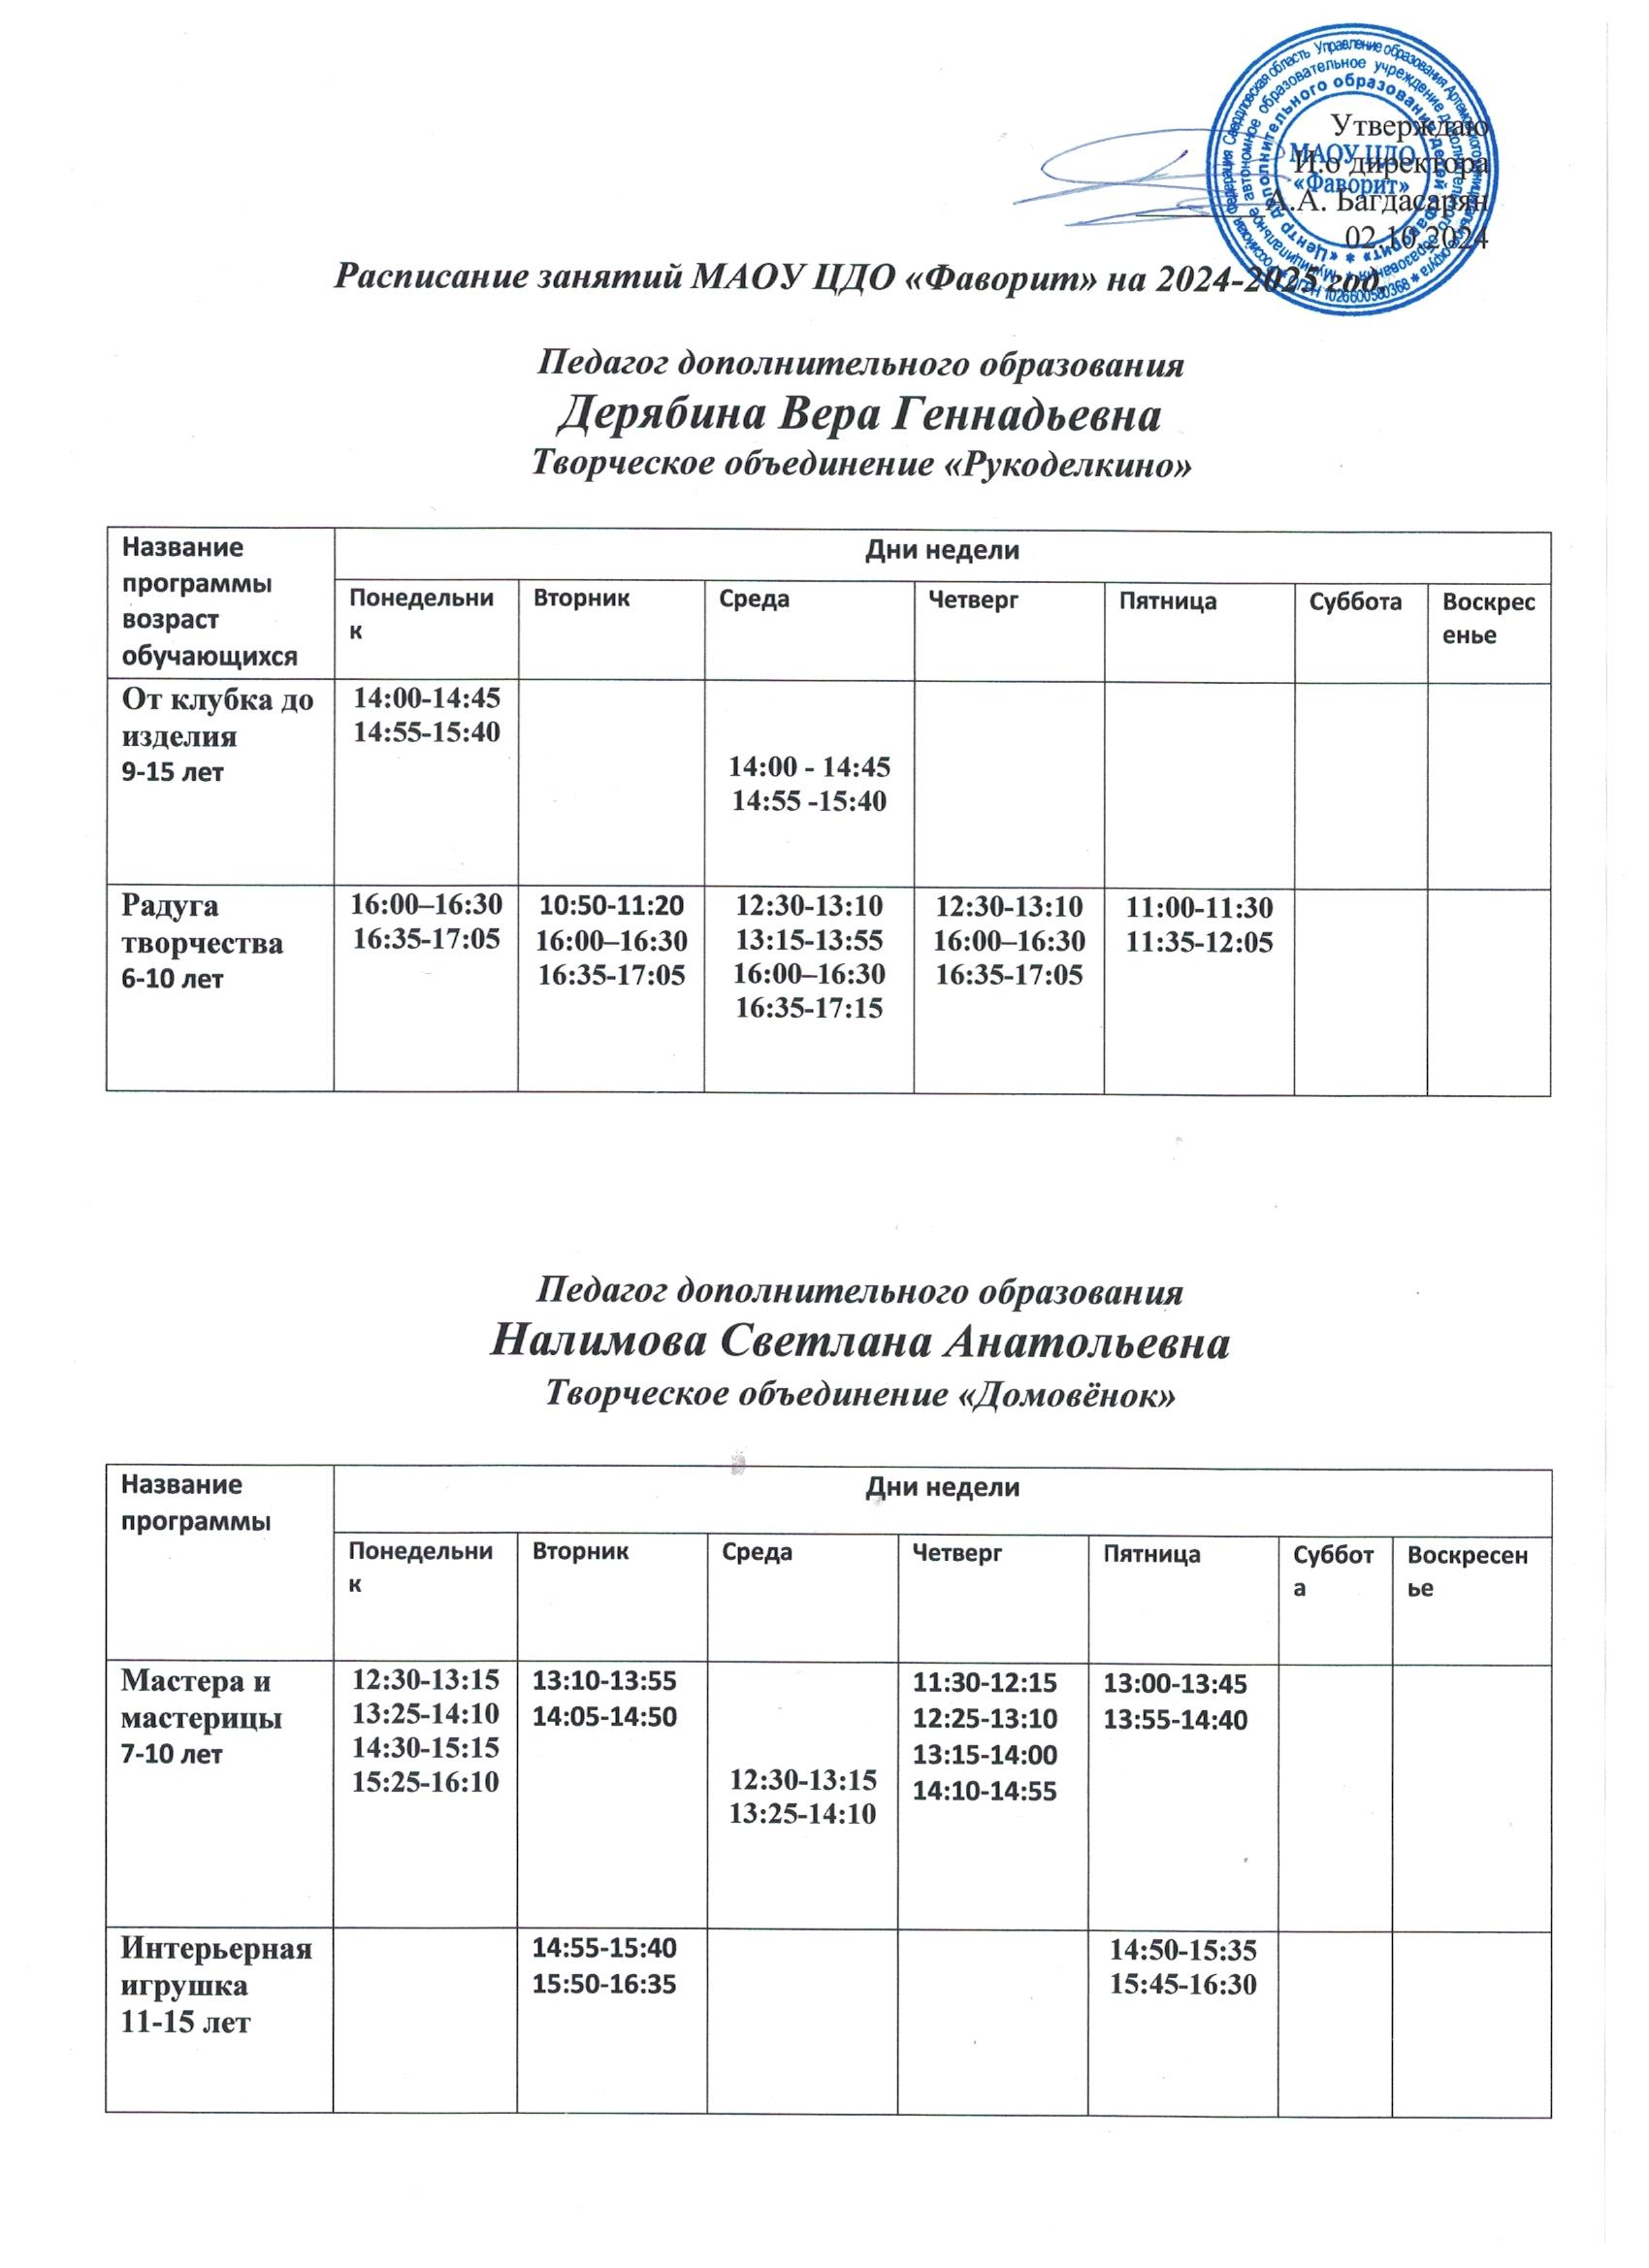 Утверждаю
И.о директора
А.А. Багдасарян
02.10.2024
МАОУ ЦДО
«Фаворит»
Расписание занятий МАОУ ЦДО «Фаворит» на 2024-2025 год.
Педагог дополнительного образования
Дерябина Вера Геннадьевна
Творческое объединение «Рукоделкино»
Название
программы
возраст
обучающихся
Дни недели
Понедельни
к
Вторник
Среда
Четверг
Пятница
Суббота
Воскрес
енье
От клубка до
изделия
9-15 лет
14:00-14:45
14:55-15:40
14:00 - 14:45
14:55 -15:40
Радуга
творчества
6-10 лет
16:00–16:30
16:35-17:05
10:50-11:20
16:00–16:30
16:35-17:05
12:30-13:10
13:15-13:55
16:00–16:30
16:35-17:15
12:30-13:10
16:00–16:30
16:35-17:05
11:00-11:30
11:35-12:05
Педагог дополнительного образования
Налимова Светлана Анатольевна
Творческое объединение «Домовёнок»
Название
программы
Дни недели
Понедельни
к
Вторник
Среда
Четверг
Пятница
Суббот
а
Воскресен
ье
Мастера и
мастерицы
7-10 лет
12:30-13:15
13:25-14:10
14:30-15:15
15:25-16:10
13:10-13:55
14:05-14:50
12:30-13:15
13:25-14:10
11:30-12:15
12:25-13:10
13:15-14:00
14:10-14:55
13:00-13:45
13:55-14:40
Интерьерная
игрушка
11-15 лет
14:55-15:40
15:50-16:35
14:50-15:35
15:45-16:30